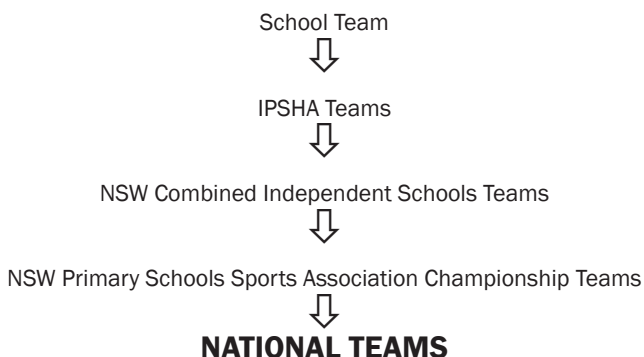 School Team
IPSHA Teams
NSW Combined Independent Schools Teams
NSW Primary Schools Sports Association Championship Teams
NATIONAL TEAMS